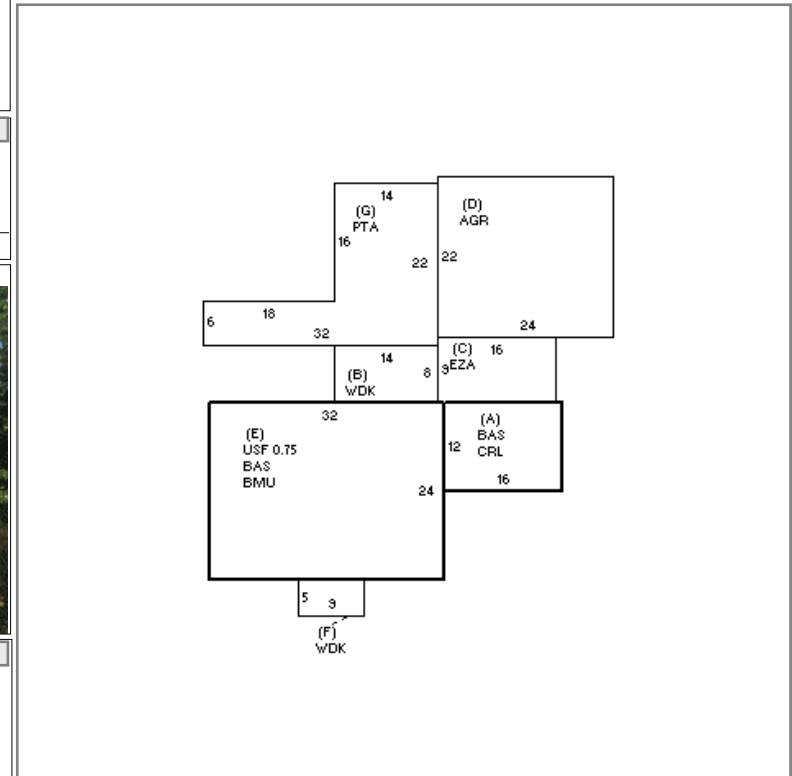 14
(G)
PTA
16
22
(D)
AGR
22
24
18
6
32
14
(B)
WDK
8
(C)
EZA
16
9
32
(E)
USF 0.75
BAS
BMU
24
(A)
BAS
CRL
12
16
5
9
(F)
WDK